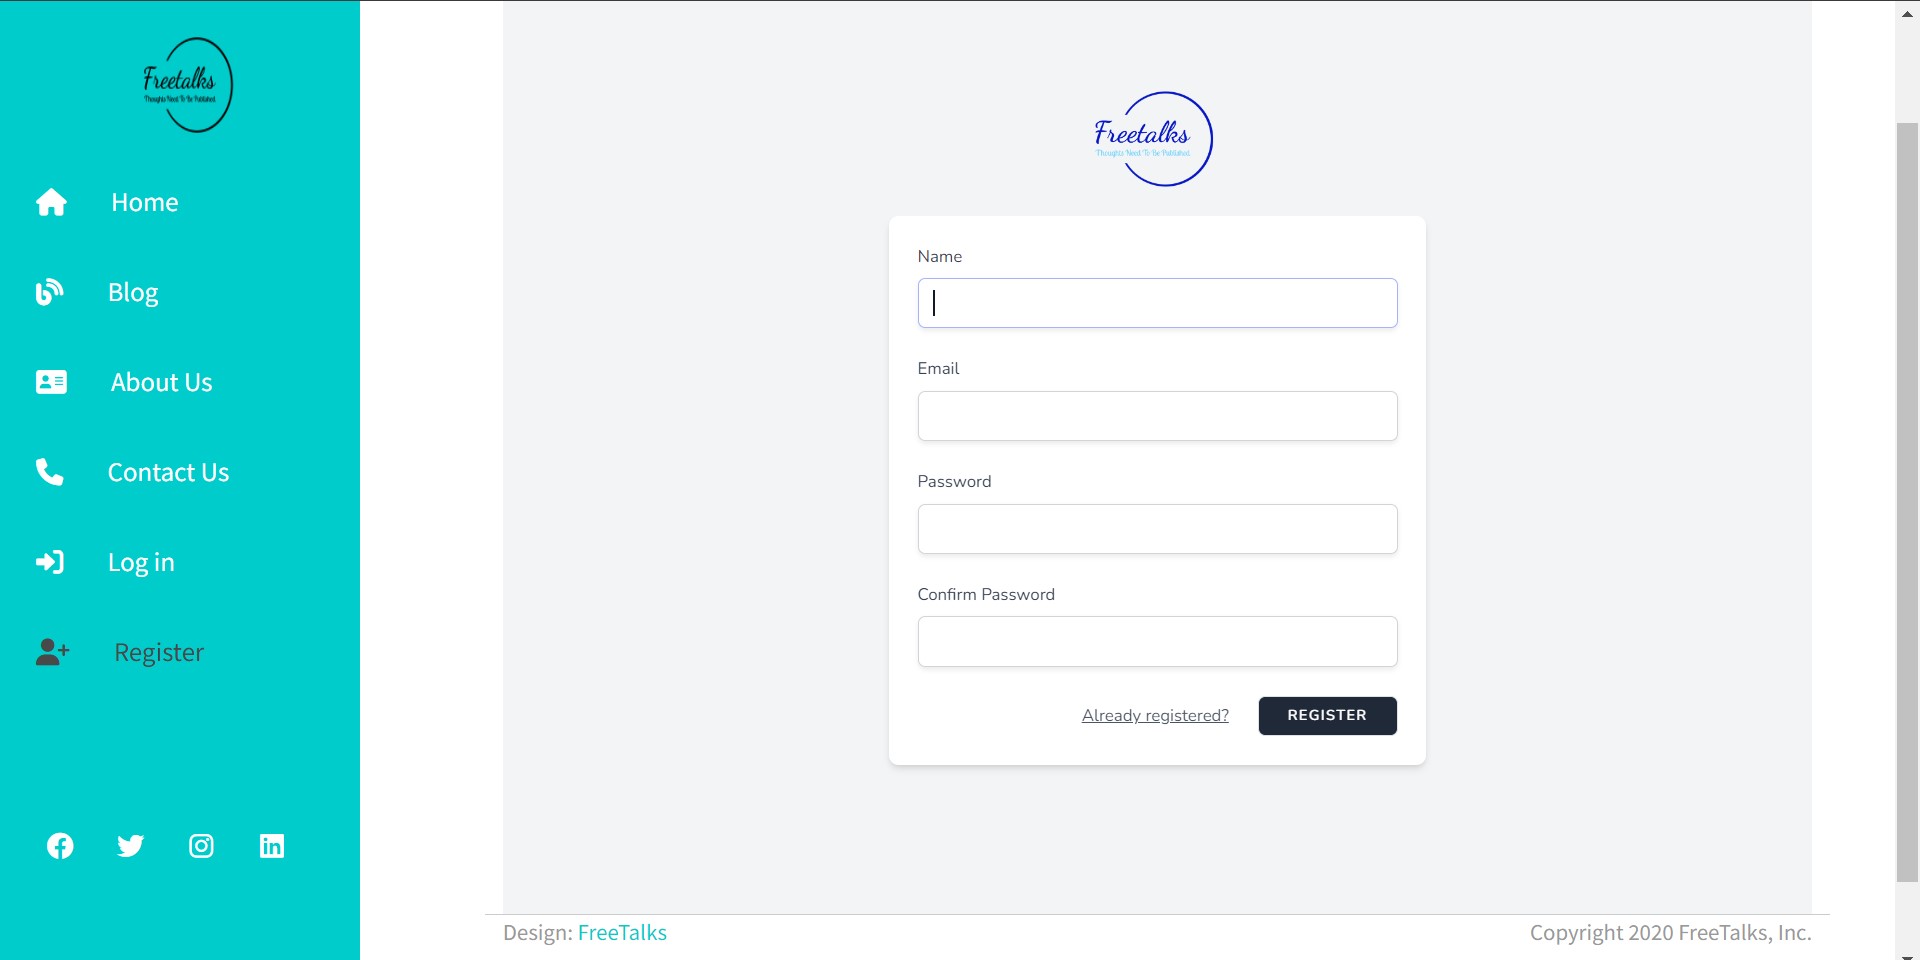 Freetalks
Thoughts Need To Be Published.
Home
Blog
About Us
Contact Us
Log in
Register
Freetalks
Thoughts Need To Be Published.
Name
Email
Password
Confirm Password
Already registered? REGISTER
Design: FreeTalks
Copyright 2020 FreeTalks, Inc.